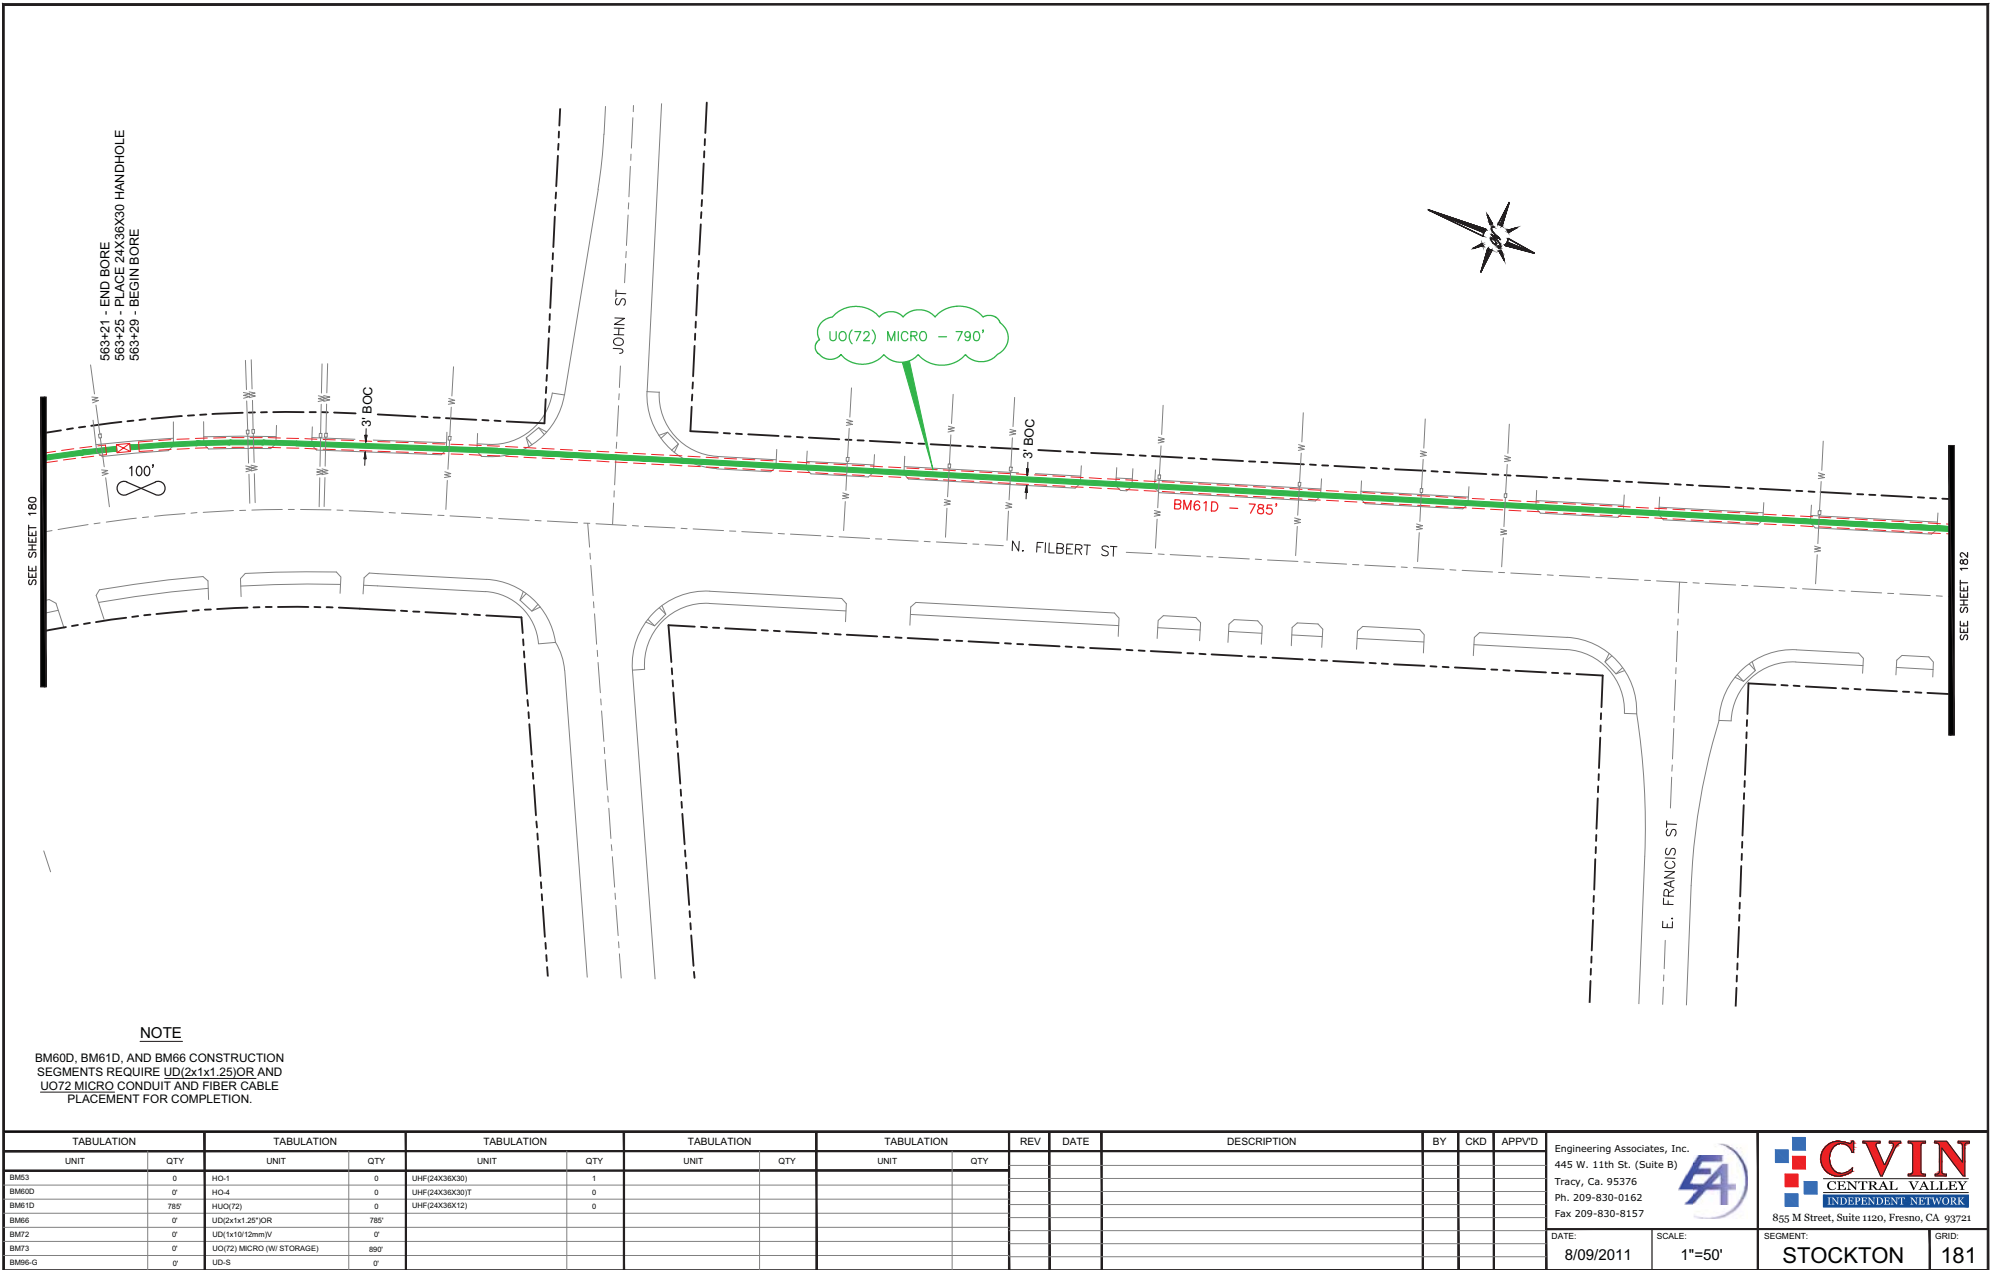 563+21 - END BORE
563+25 - PLACE 24X36X30 HANDHOLE
563+29 - BEGIN BORE
JOHN ST
UO(72) MICRO - 790'
3' BOC
3' BOC
100'
BM61D - 785'
N. FILBERT ST
SEE SHEET 180
SEE SHEET 182
E. FRANCIS ST
W W W W W W W W W W W W W W
W W W W W W W W W W W W W W
NOTE
BM60D, BM61D, AND BM66 CONSTRUCTION
SEGMENTS REQUIRE UD(2x1x1.25)OR AND
UO72 MICRO CONDUIT AND FIBER CABLE
PLACEMENT FOR COMPLETION.
TABULATION TABULATION TABULATION TABULATION TABULATION REV DATE DESCRIPTION BY CKD APPV'D
UNIT QTY UNIT QTY UNIT QTY UNIT QTY UNIT QTY
BM53 0 HO-1 0 UHF(24X36X30) 1
BM60D 0' HO-4 0 UHF(24X36X30)T 0
BM61D 785' HUO(72) 0 UHF(24X36X12) 0
BM66 0' UD(2x1x1.25")OR 785'
BM72 0' UD(1x10/12mm)V 0'
BM73 0' UO(72) MICRO (W/ STORAGE) 890'
BM96-G 0' UD-S 0'
Engineering Associates, Inc.
445 W. 11th St. (Suite B)
Tracy, Ca. 95376
Ph. 209-830-0162
Fax 209-830-8157
EA
CVIN
CENTRAL VALLEY
INDEPENDENT NETWORK
855 M Street, Suite 1120, Fresno, CA 93721
DATE: SCALE: SEGMENT: GRID:
8/09/2011 1"=50' STOCKTON 181